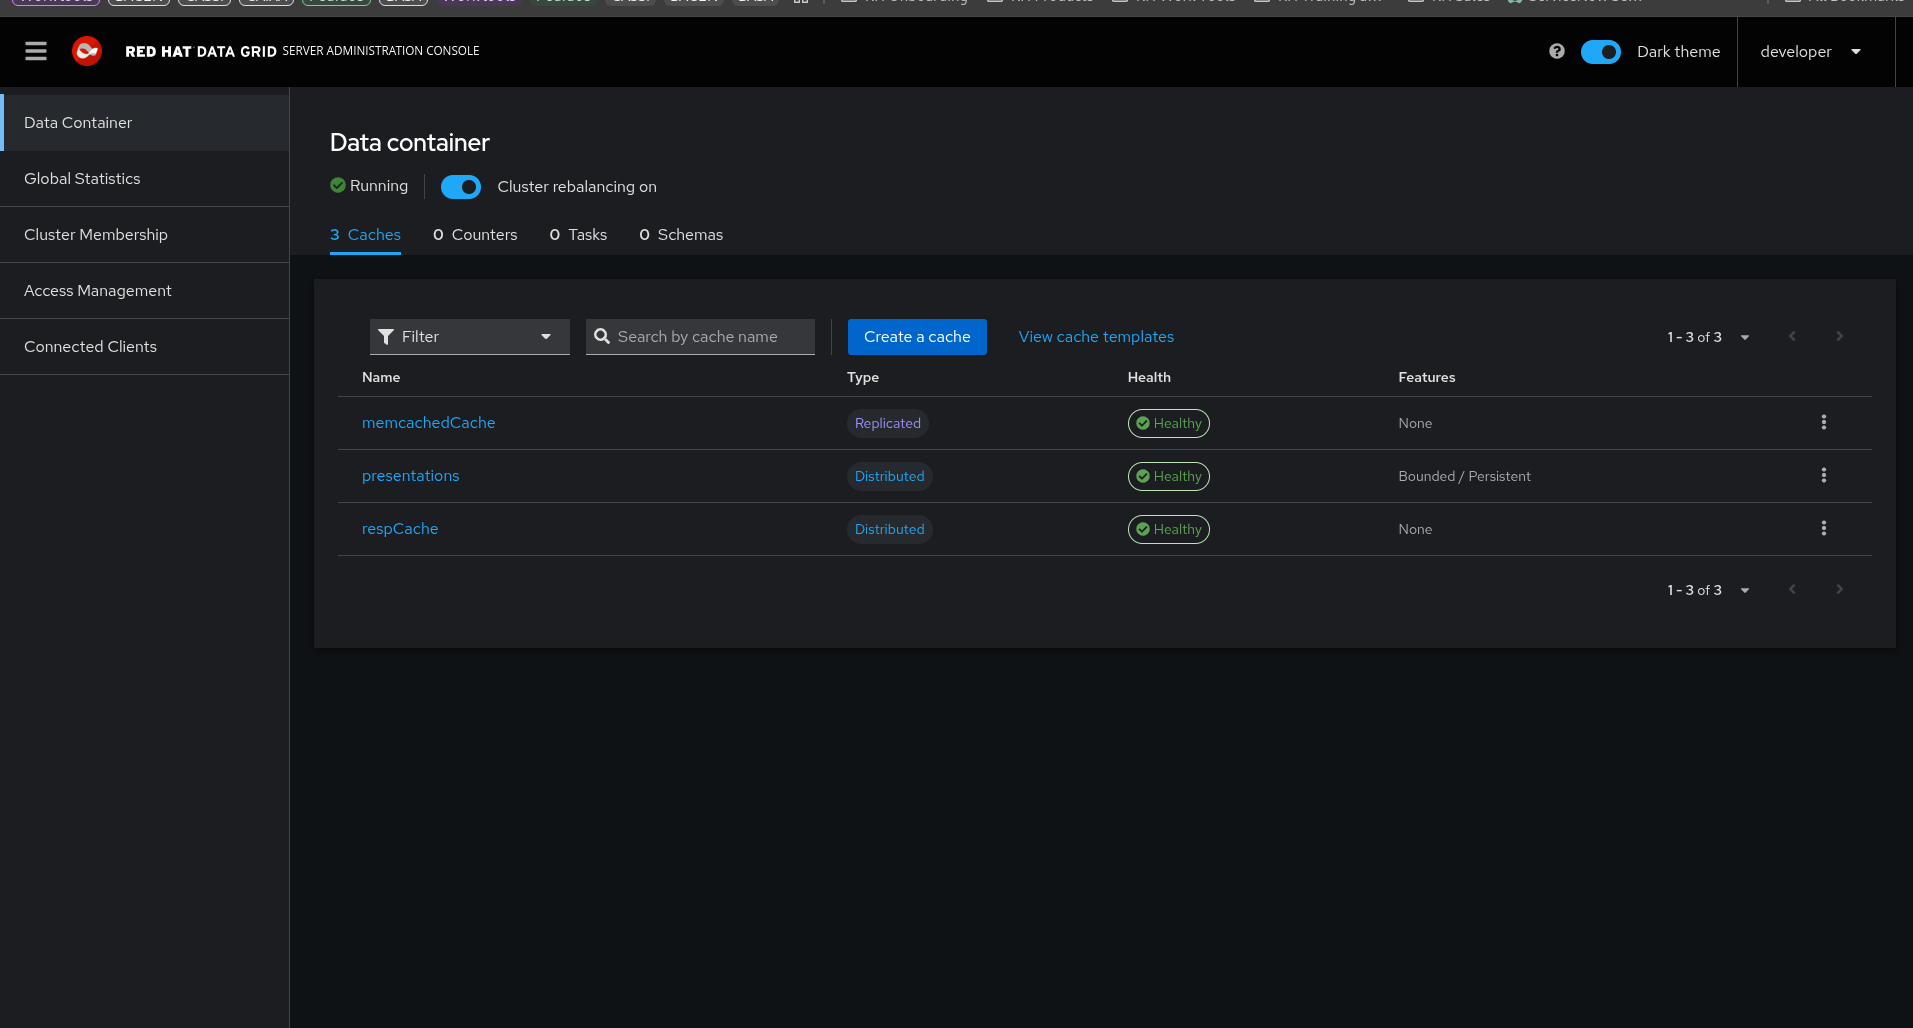 RED HAT DATA GRID SERVER ADMINISTRATION CONSOLE
Dark theme
developer
Data Container
Global Statistics
Cluster Membership
Access Management
Connected Clients
Data container
Running
Cluster rebalancing on
3 Caches
0 Counters
0 Tasks
0 Schemas
Filter
Search by cache name
Create a cache
View cache templates
1 - 3 of 3
Name Type Health Features
memcachedCache Replicated Healthy None
presentations Distributed Healthy Bounded / Persistent
respCache Distributed Healthy None
1 - 3 of 3